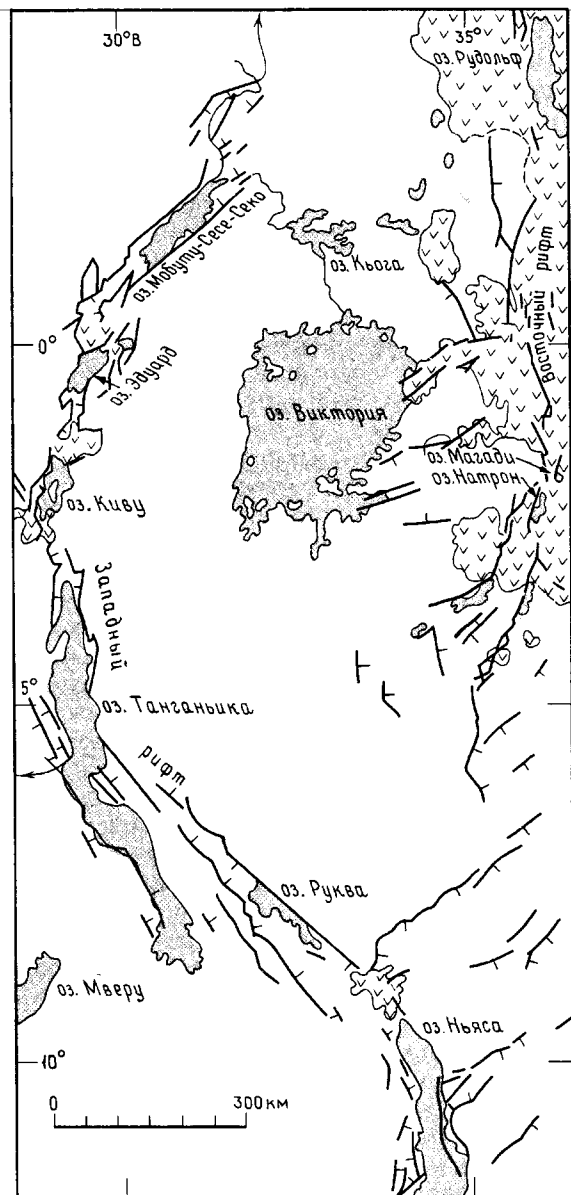 30°В
35°
оз. Рудольф
оз. Мобуту-Сесе-Секо
оз. Кьога
Восточный рифт
0°
оз. Эдуард
оз. Виктория
оз. Магади
оз. Натрон
оз. Киву
Западный
5°
оз. Танганьика
рифт
оз. Руква
оз. Мверу
оз. Ньяса
10°
0
300 км